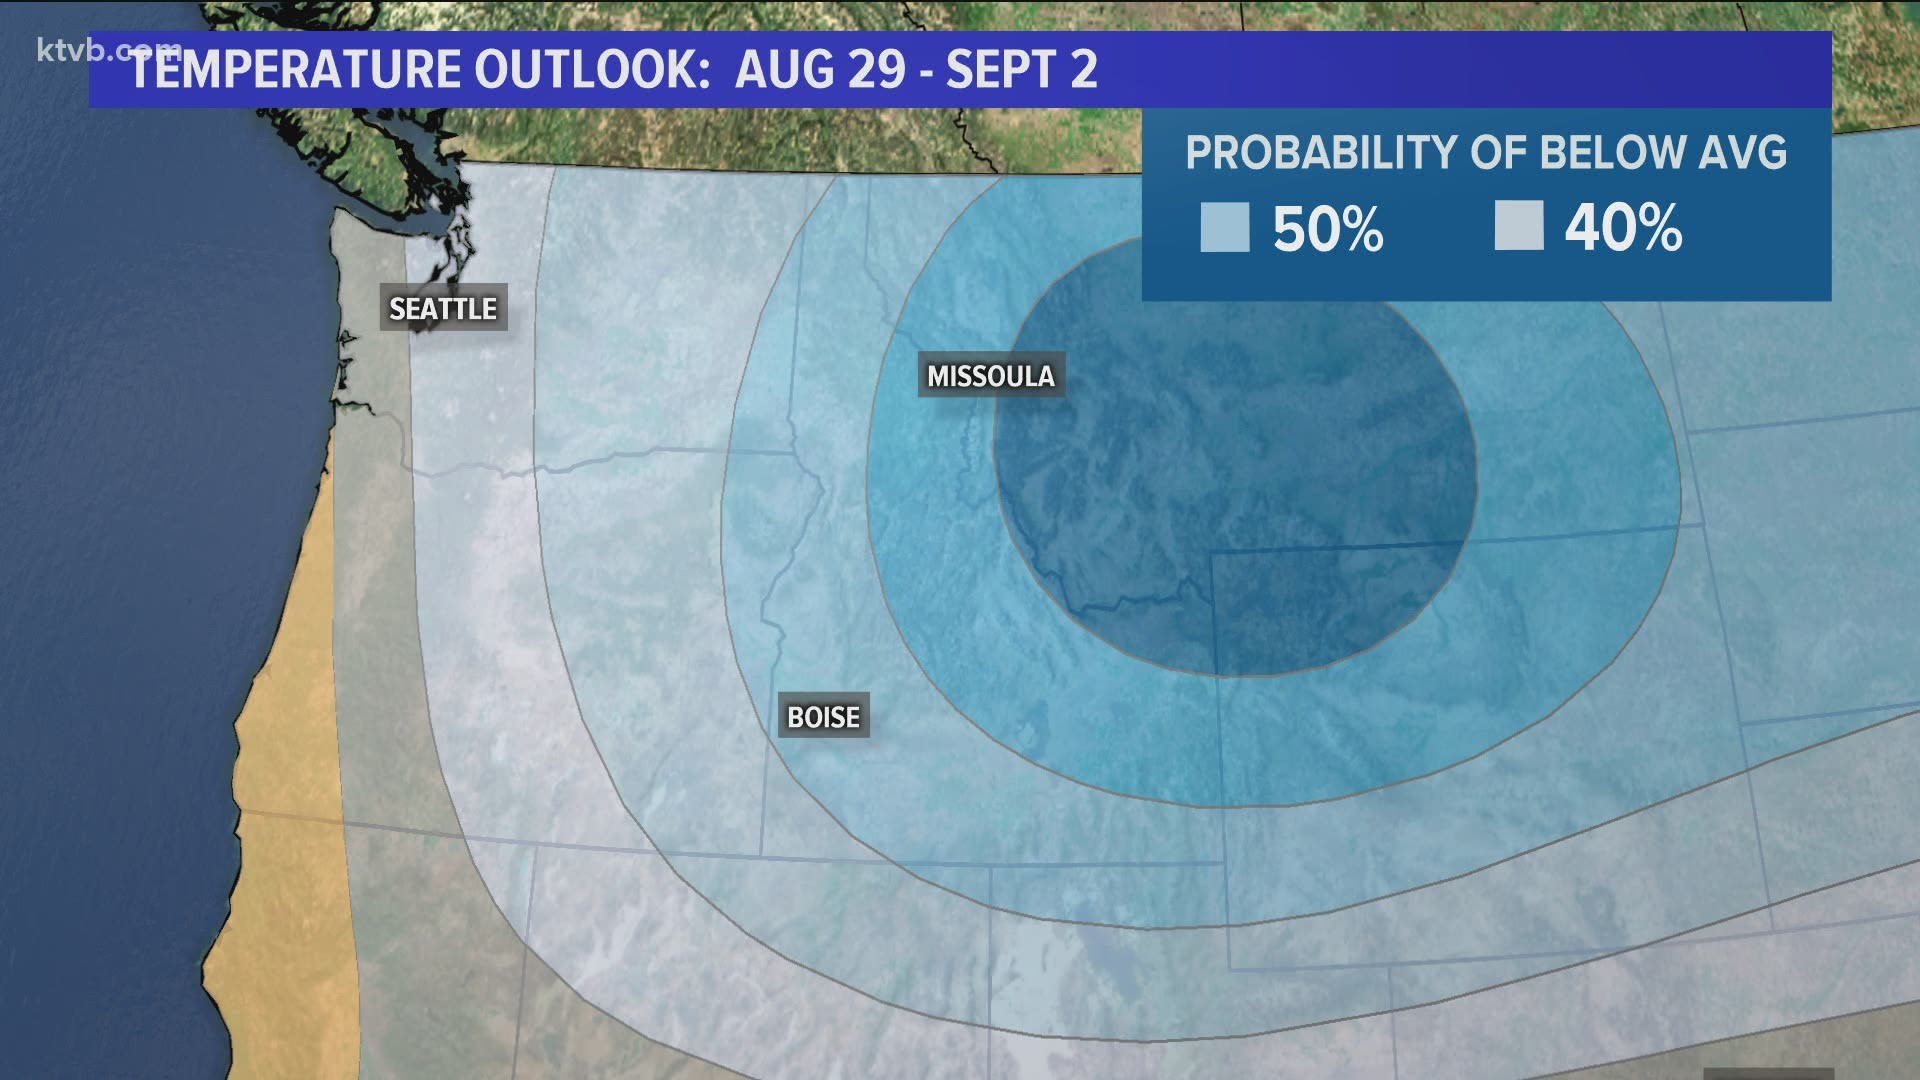 ktvb.com
TEMPERATURE OUTLOOK: AUG 29 - SEPT 2
PROBABILITY OF BELOW AVG
50% 40%
SEATTLE
MISSOULA
BOISE